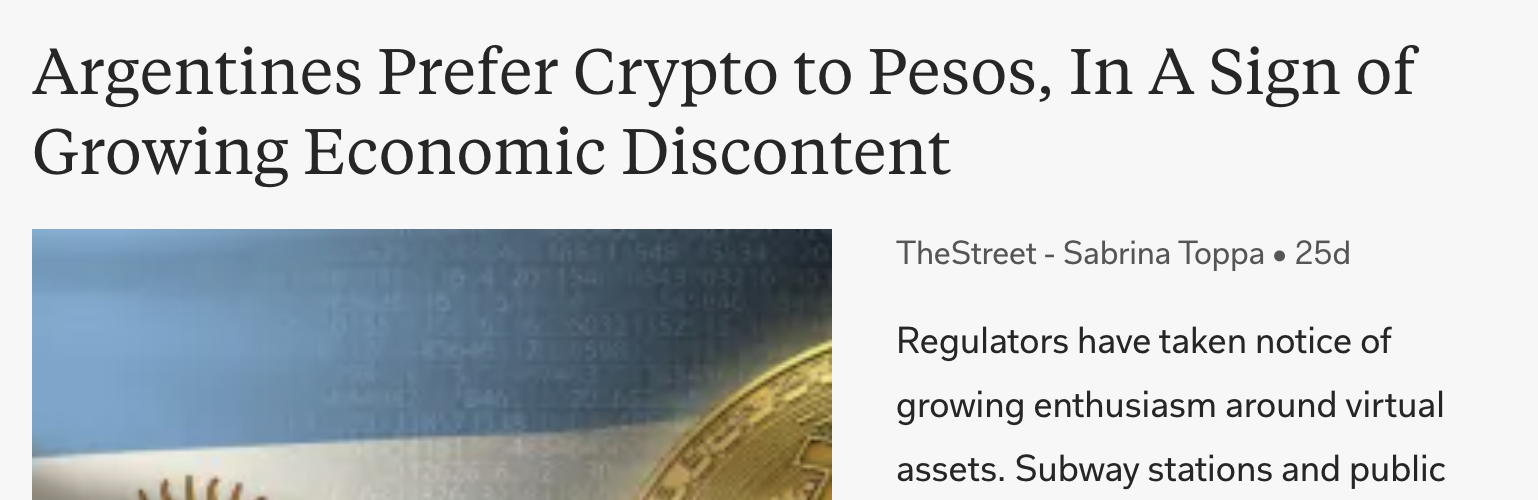 Argentines Prefer Crypto to Pesos, In A Sign of
Growing Economic Discontent
TheStreet - Sabrina Toppa • 25d
Regulators have taken notice of
growing enthusiasm around virtual
assets. Subway stations and public